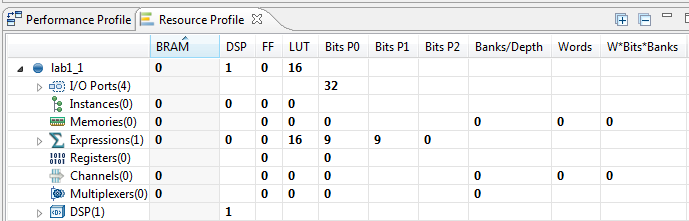 Performance Profile Resource Profile
BRAM DSP FF LUT Bits P0 Bits P1 Bits P2 Banks/Depth Words W*Bits*Banks
lab1_1 0 1 0 16
I/O Ports(4) 32
Instances(0) 0 0 0 0
Memories(0) 0 0 0 0 0 0 0
Expressions(1) 0 0 0 16 9 9 0
Registers(0) 0 0
Channels(0) 0 0 0 0 0 0 0
Multiplexers(0) 0 0 0 0 0
DSP(1) 1